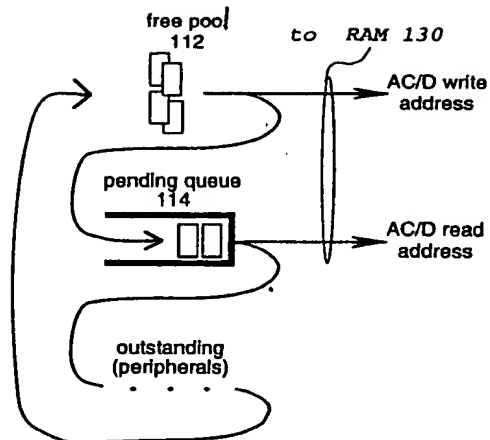 free pool
112
to RAM 130
AC/D write
address
pending queue
114
AC/D read
address
outstanding
(peripherals)